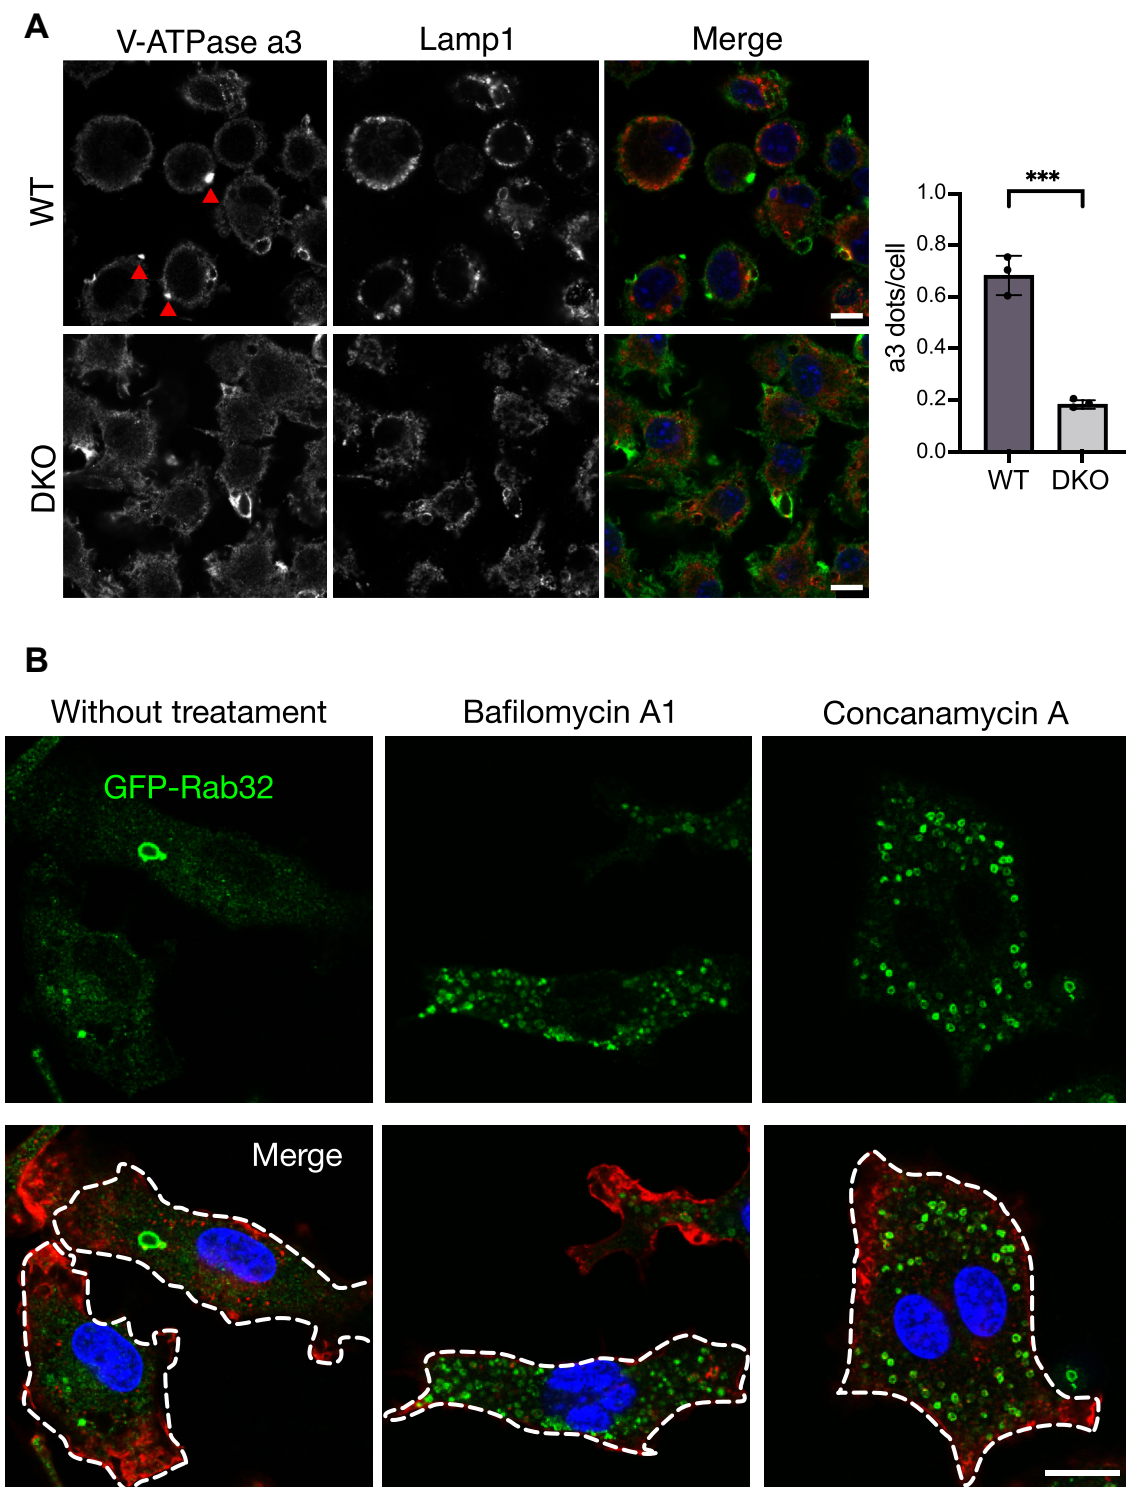 A
V-ATPase a3
Lamp1
Merge
WT
DKO
***
1.0
0.8
0.6
0.4
0.2
0.0
a3 dots/cell
WT
DKO
B
Without treatament
Bafilomycin A1
Concanamycin A
GFP-Rab32
Merge